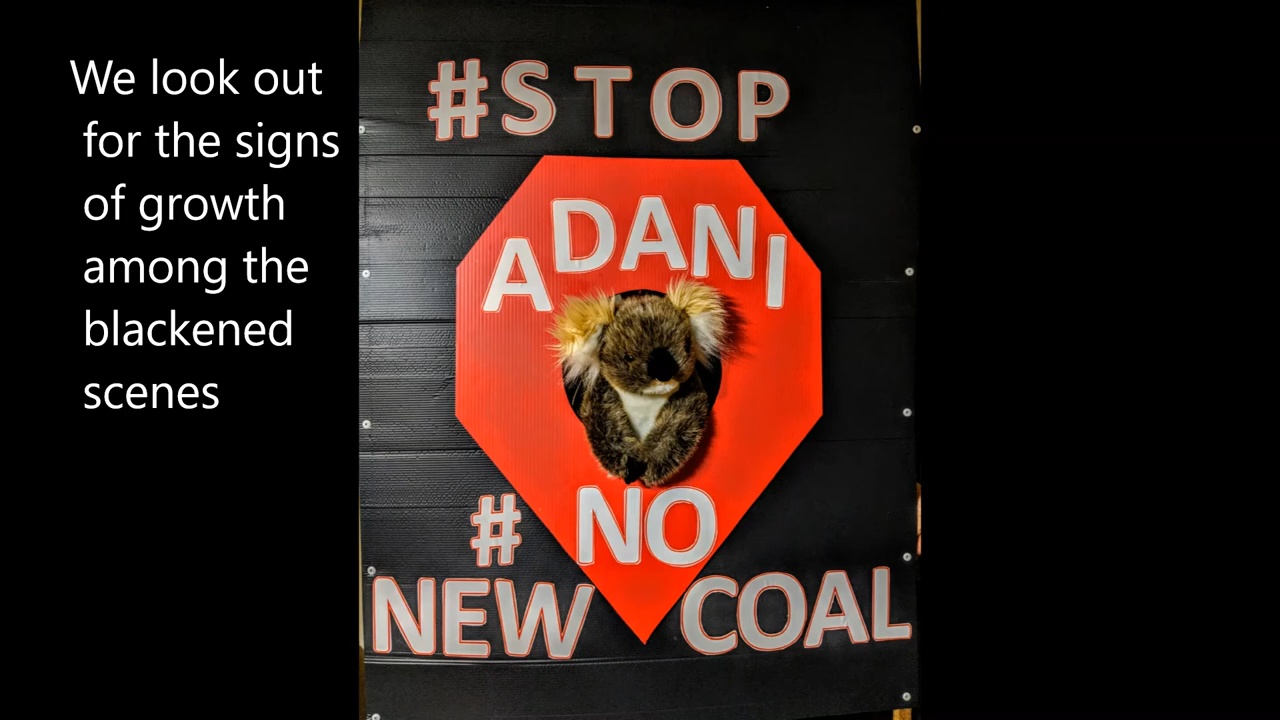 We look out
for the signs
of growth
among the
blackened
scenes
#STOP
ADANI
# NO
NEW COAL